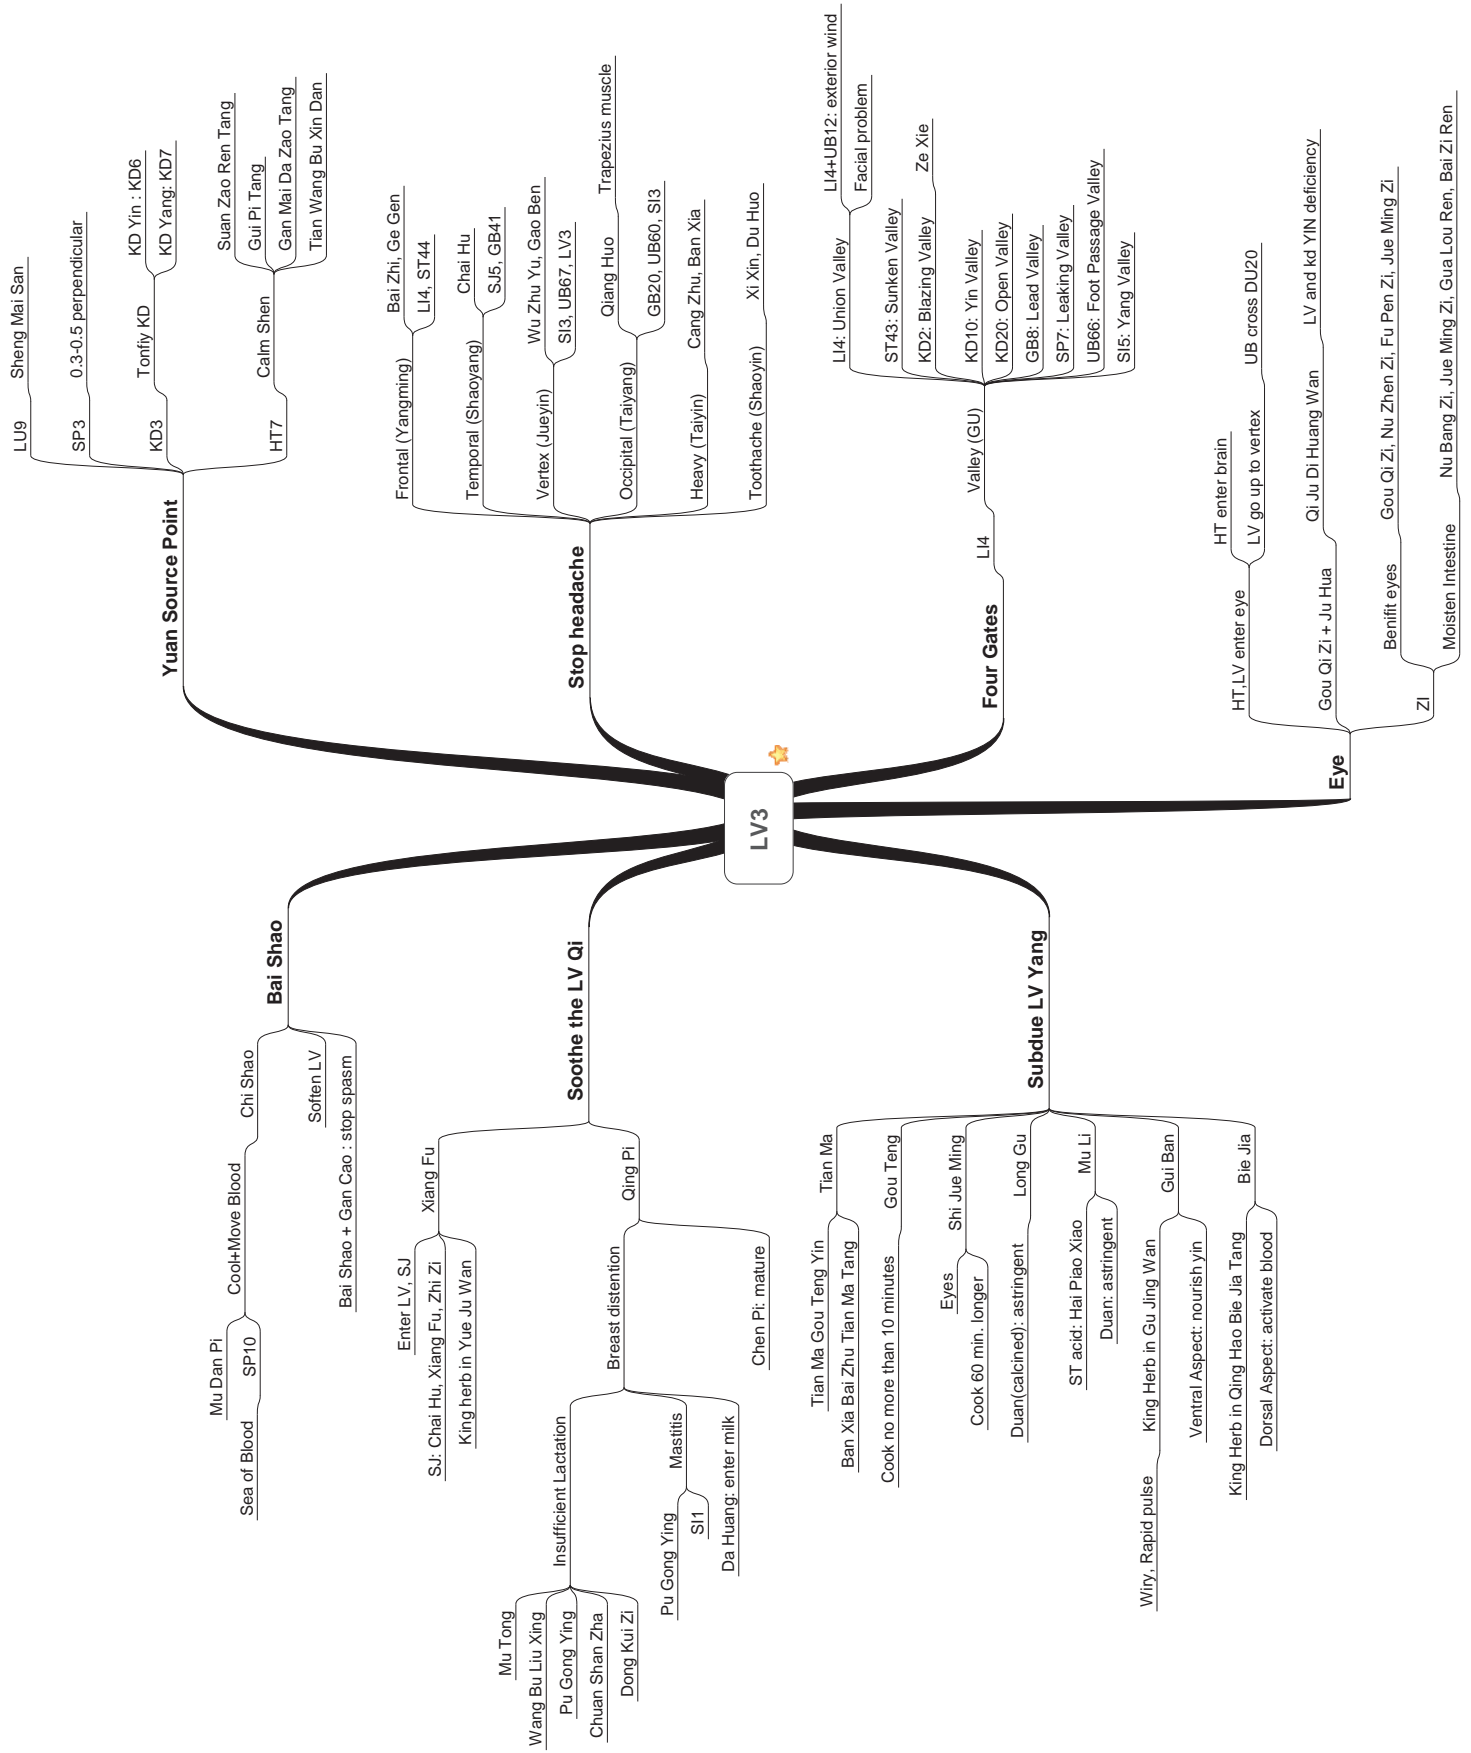 LV3
Yuan Source Point
LU9
Sheng Mai San
SP3
0.3-0.5 perpendicular
KD3
Tonfiy KD
KD Yin : KD6
KD Yang: KD7
HT7
Calm Shen
Suan Zao Ren Tang
Gui Pi Tang
Gan Mai Da Zao Tang
Tian Wang Bu Xin Dan
Stop headache
Frontal (Yangming)
Bai Zhi, Ge Gen
LI4, ST44
Temporal (Shaoyang)
Chai Hu
SJ5, GB41
Vertex (Jueyin)
Wu Zhu Yu, Gao Ben
SI3, UB67, LV3
Occipital (Taiyang)
Qiang Huo
Trapezius muscle
GB20, UB60, SI3
Heavy (Taiyin)
Cang Zhu, Ban Xia
Toothache (Shaoyin)
Xi Xin, Du Huo
Four Gates
LI4
Valley (GU)
LI4: Union Valley
LI4+UB12: exterior wind
Facial problem
ST43: Sunken Valley
KD2: Blazing Valley
Ze Xie
KD10: Yin Valley
KD20: Open Valley
GB8: Lead Valley
SP7: Leaking Valley
UB66: Foot Passage Valley
SI5: Yang Valley
Eye
HT,LV enter eye
HT enter brain
LV go up to vertex
UB cross DU20
Gou Qi Zi + Ju Hua
Qi Ju Di Huang Wan
LV and kd YIN deficiency
ZI
Benifit eyes
Gou Qi Zi, Nu Zhen Zi, Fu Pen Zi, Jue Ming Zi
Moisten Intestine
Nu Bang Zi, Jue Ming Zi, Gua Lou Ren, Bai Zi Ren
Bai Shao
Chi Shao
Cool+Move Blood
Mu Dan Pi
SP10
Sea of Blood
Soften LV
Bai Shao + Gan Cao : stop spasm
Soothe the LV Qi
Xiang Fu
Enter LV, SJ
SJ: Chai Hu, Xiang Fu, Zhi Zi
King herb in Yue Ju Wan
Qing Pi
Breast distention
Insufficient Lactation
Mu Tong
Wang Bu Liu Xing
Pu Gong Ying
Chuan Shan Zha
Dong Kui Zi
Mastitis
Pu Gong Ying
SI1
Da Huang: enter milk
Chen Pi: mature
Subdue LV Yang
Tian Ma
Tian Ma Gou Teng Yin
Ban Xia Bai Zhu Tian Ma Tang
Gou Teng
Cook no more than 10 minutes
Shi Jue Ming
Eyes
Cook 60 min. longer
Long Gu
Duan(calcined): astringent
Mu Li
ST acid: Hai Piao Xiao
Duan: astringent
Gui Ban
King Herb in Gu Jing Wan
Wiry, Rapid pulse
Ventral Aspect: nourish yin
Bie Jia
King Herb in Qing Hao Bie Jia Tang
Dorsal Aspect: activate blood